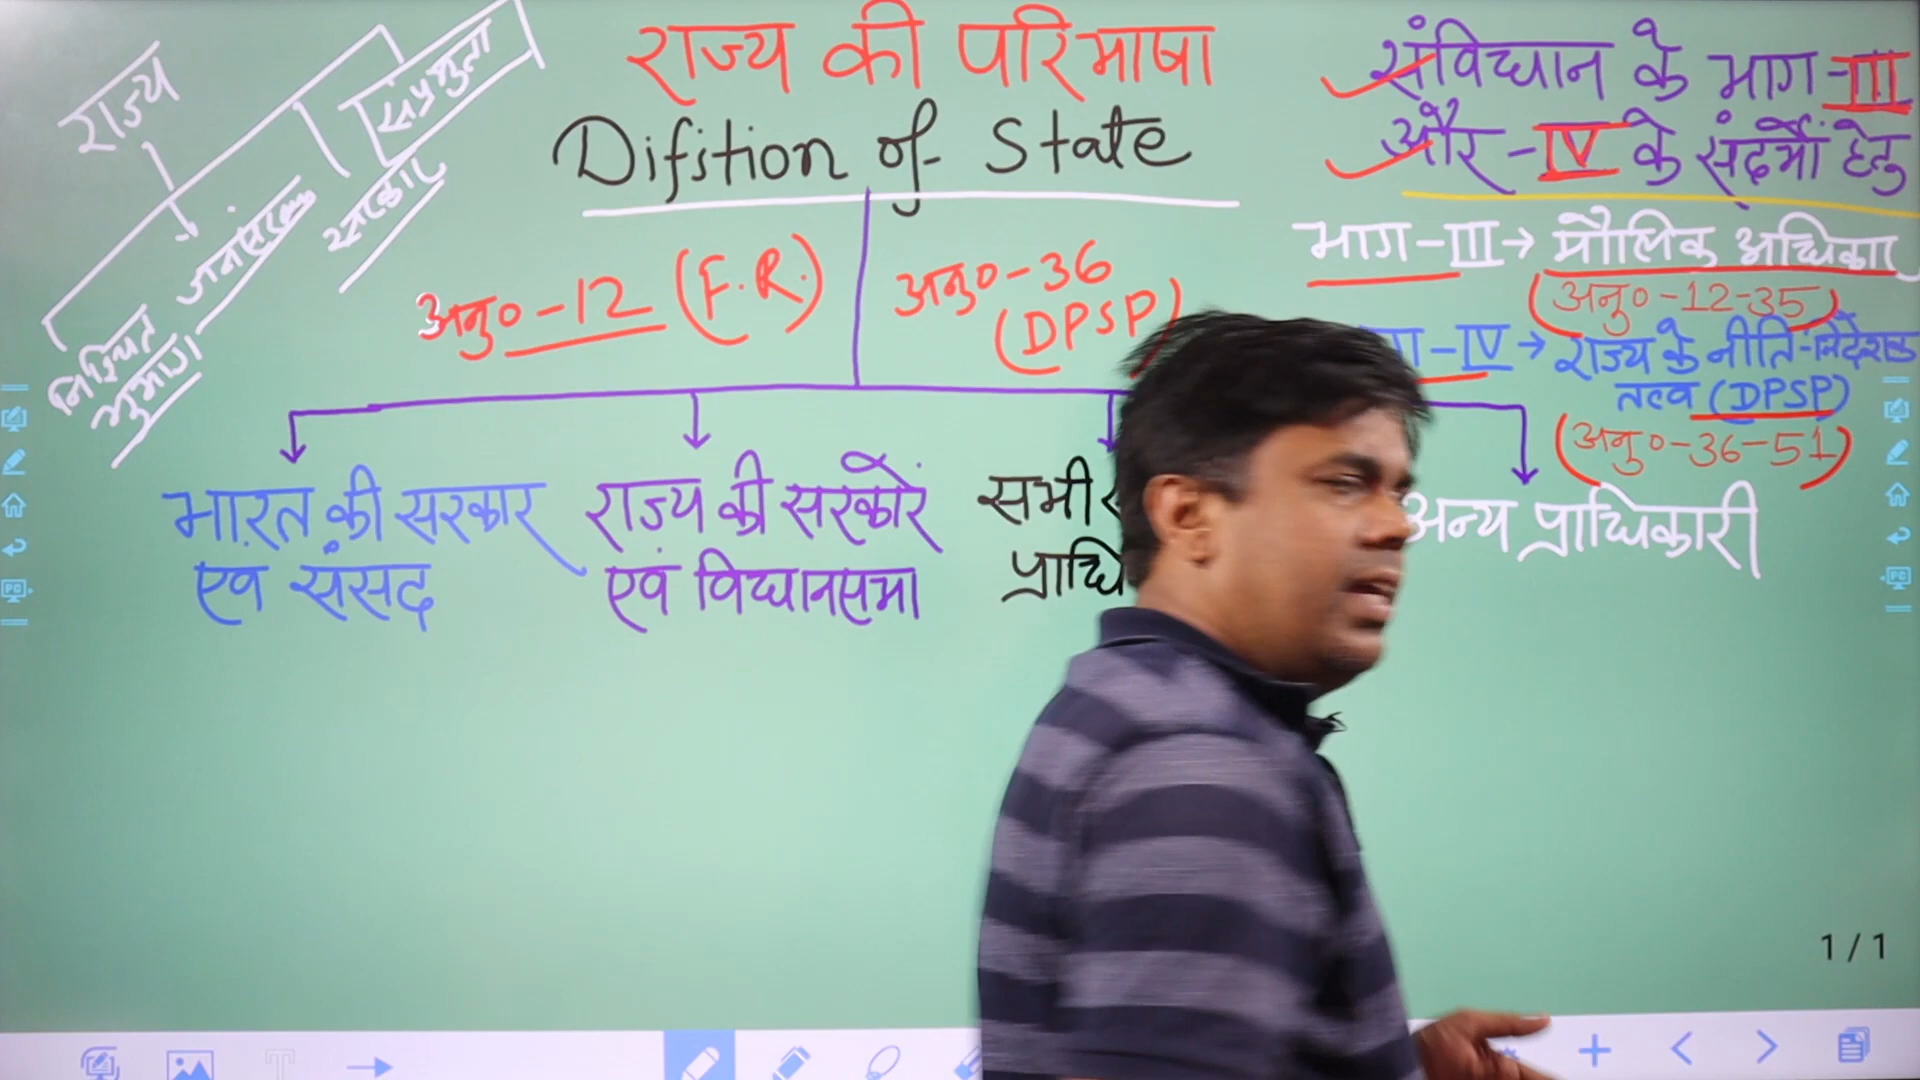 राज्य की परिभाषा
Difition of State
अनु० - 12 (F.R.)
अनु० - 36
(DPSP)
भारत की सरकार
एंव संसद
राज्य की सरकारें
एवं विधानसभा
सभी
अन्य प्राधिकारी
राज्य
निश्चित
भूभाग
जनसंख्या
सरकार
संप्रभुता
संविधान के भाग - III
और - IV के संदर्भों हेतु
भाग - III → मौलिक अधिकार
(अनु० - 12 - 35)
- IV → राज्य के नीति-निदेशक
तत्व (DPSP)
(अनु० - 36 - 51)
1 / 1